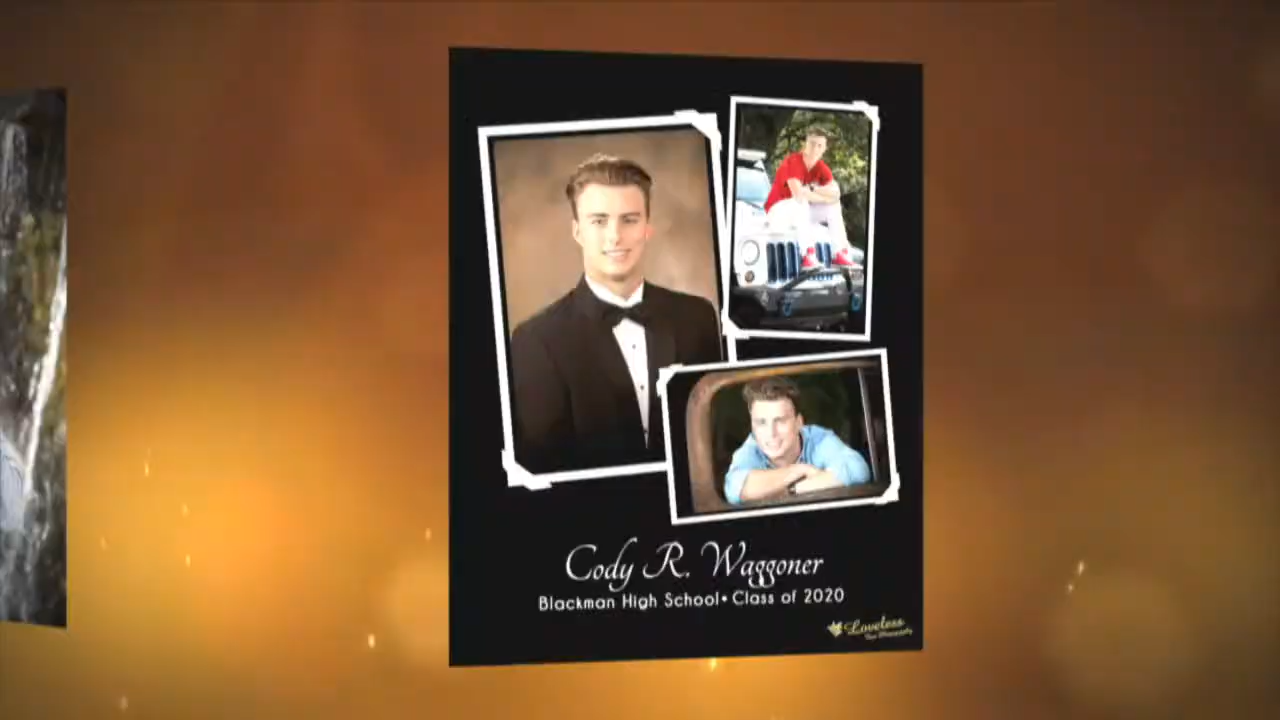 Cody R. Waggoner
Blackman High School • Class of 2020
Loveless